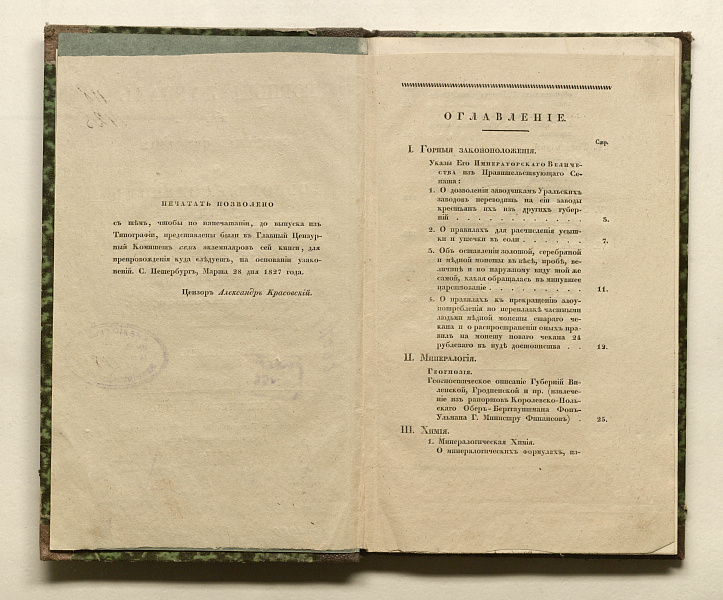 ПЕЧАТАТЬ ПОЗВОЛЕНО
съ тѣмъ, чтобы по напечатаніи, до выпуска изъ
Типографіи, представлены были въ Главный Цензур-
ный Комитетъ семь экземпляровъ сей книги, для
препровожденія куда слѣдуетъ, на основаніи узако-
неній. С. Петербургъ, Марта 28 дня 1827 года.
Цензоръ Александръ Красовскій.
ОГЛАВЛЕНІЕ.
Стр.
I. Горныя законоположенія.
Указы Его Императорскаго Величе-
ства изъ Правительствующаго Се-
ната:
1. О дозволеніи заводчикамъ Уральскихъ
заводовъ переводить на сіи заводы
крестьянъ ихъ изъ другихъ губер-
ній . . . . . . . . . . . . 5.
2. О правилахъ для расчисленія усыш-
ки и утечки въ соли . . . . . . 7.
3. Объ оставленіи золотой, серебряной
и мѣдной монеты въ вѣсѣ, пробѣ, ве-
личинѣ и по наружному виду той же
самой, какая обращалась въ минувшее
царствованіе . . . . . . . . . 11.
4. О правилахъ къ прекращенію злоу-
потребленія по переплавкѣ частными
людьми мѣдной монеты стараго че-
кана и о распространеніи оныхъ пра-
вилъ на монету новаго чекана 24
рублеваго въ пудѣ достоинства . . 12.
II. Минералогія.
Геогнозія.
Геогностическое описаніе Губерній Ви-
ленской, Гродненской и пр. (извлече-
ніе изъ рапортовъ Королевско-Поль-
скаго Оберъ-Бергауптмана Фонъ-
Ульмана Г. Министру Финансовъ) . 25.
III. Химія.
1. Минералогическая Химія.
О минералогическихъ формулахъ, из-